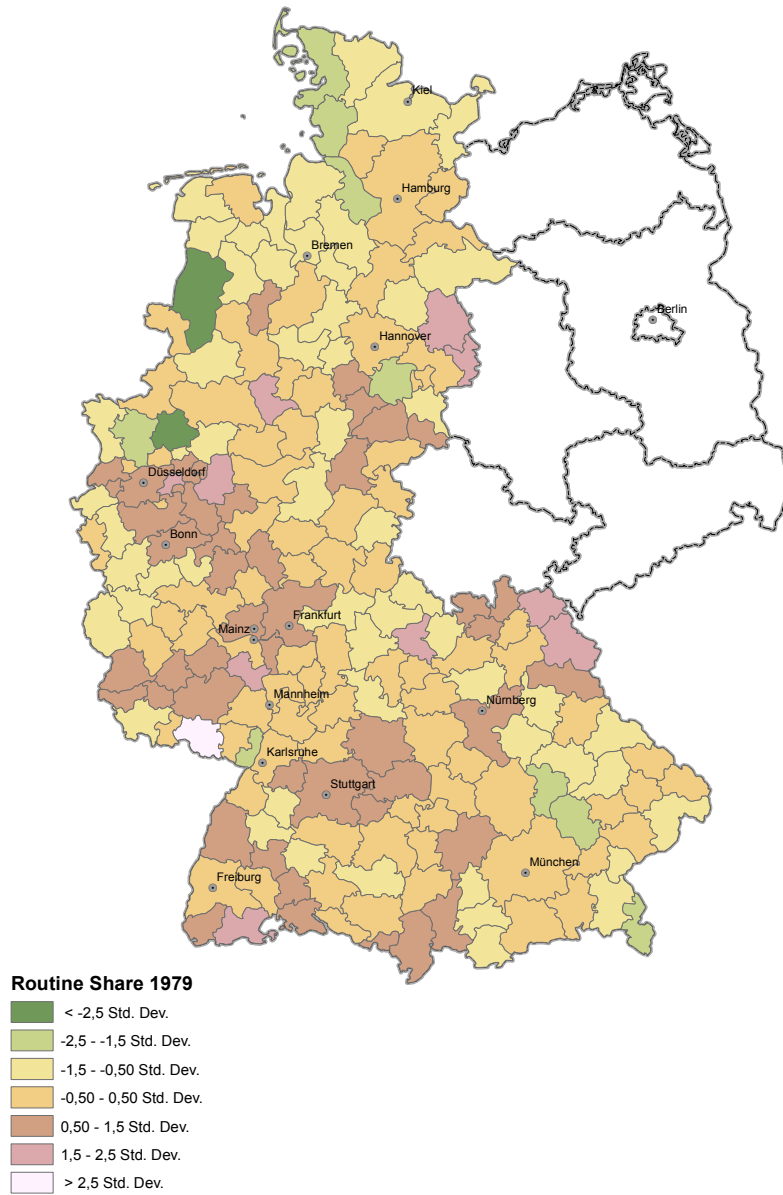 Kiel
Hamburg
Bremen
Berlin
Hannover
Düsseldorf
Bonn
Frankfurt
Mainz
Mannheim
Nürnberg
Karlsruhe
Stuttgart
München
Freiburg
Routine Share 1979
< -2,5 Std. Dev.
-2,5 - -1,5 Std. Dev.
-1,5 - -0,50 Std. Dev.
-0,50 - 0,50 Std. Dev.
0,50 - 1,5 Std. Dev.
1,5 - 2,5 Std. Dev.
> 2,5 Std. Dev.